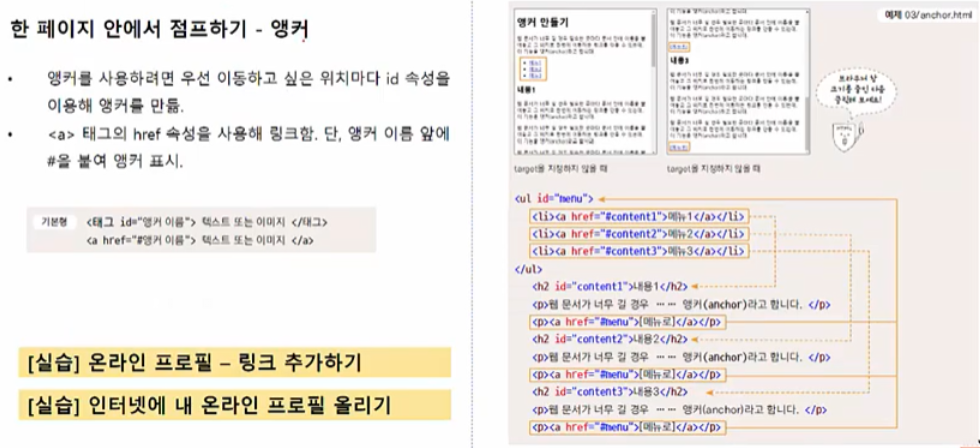 한 페이지 안에서 점프하기 - 앵커
• 앵커를 사용하려면 우선 이동하고 싶은 위치마다 id 속성을
이용해 앵커를 만듦.
• <a> 태그의 href 속성을 사용해 링크함. 단, 앵커 이름 앞에
#을 붙여 앵커 표시.
기본형 <태그 id="앵커 이름"> 텍스트 또는 이미지 </태그>
<a href="#앵커 이름"> 텍스트 또는 이미지 </a>
[실습] 온라인 프로필 – 링크 추가하기
[실습] 인터넷에 내 온라인 프로필 올리기
예제 03/anchor.html
앵커 만들기
메뉴1
메뉴2
메뉴3
내용1
[메뉴로]
내용3
[메뉴로]
브라우저 창
크기를 줄인 다음
클릭해 보세요!
target을 지정하지 않을 때
target을 지정하지 않을 때
<ul id="menu">
<li><a href="#content1">메뉴1</a></li>
<li><a href="#content2">메뉴2</a></li>
<li><a href="#content3">메뉴3</a></li>
</ul>
<h2 id="content1">내용1</h2>
<p>웹 문서가 너무 길 경우 …… 앵커(anchor)라고 합니다. </p>
<p><a href="#menu">[메뉴로]</a></p>
<h2 id="content2">내용2</h2>
<p>웹 문서가 너무 길 경우 …… 앵커(anchor)라고 합니다. </p>
<p><a href="#menu">[메뉴로]</a></p>
<h2 id="content3">내용3</h2>
<p>웹 문서가 너무 길 경우 …… 앵커(anchor)라고 합니다. </p>
<p><a href="#menu">[메뉴로]</a></p>